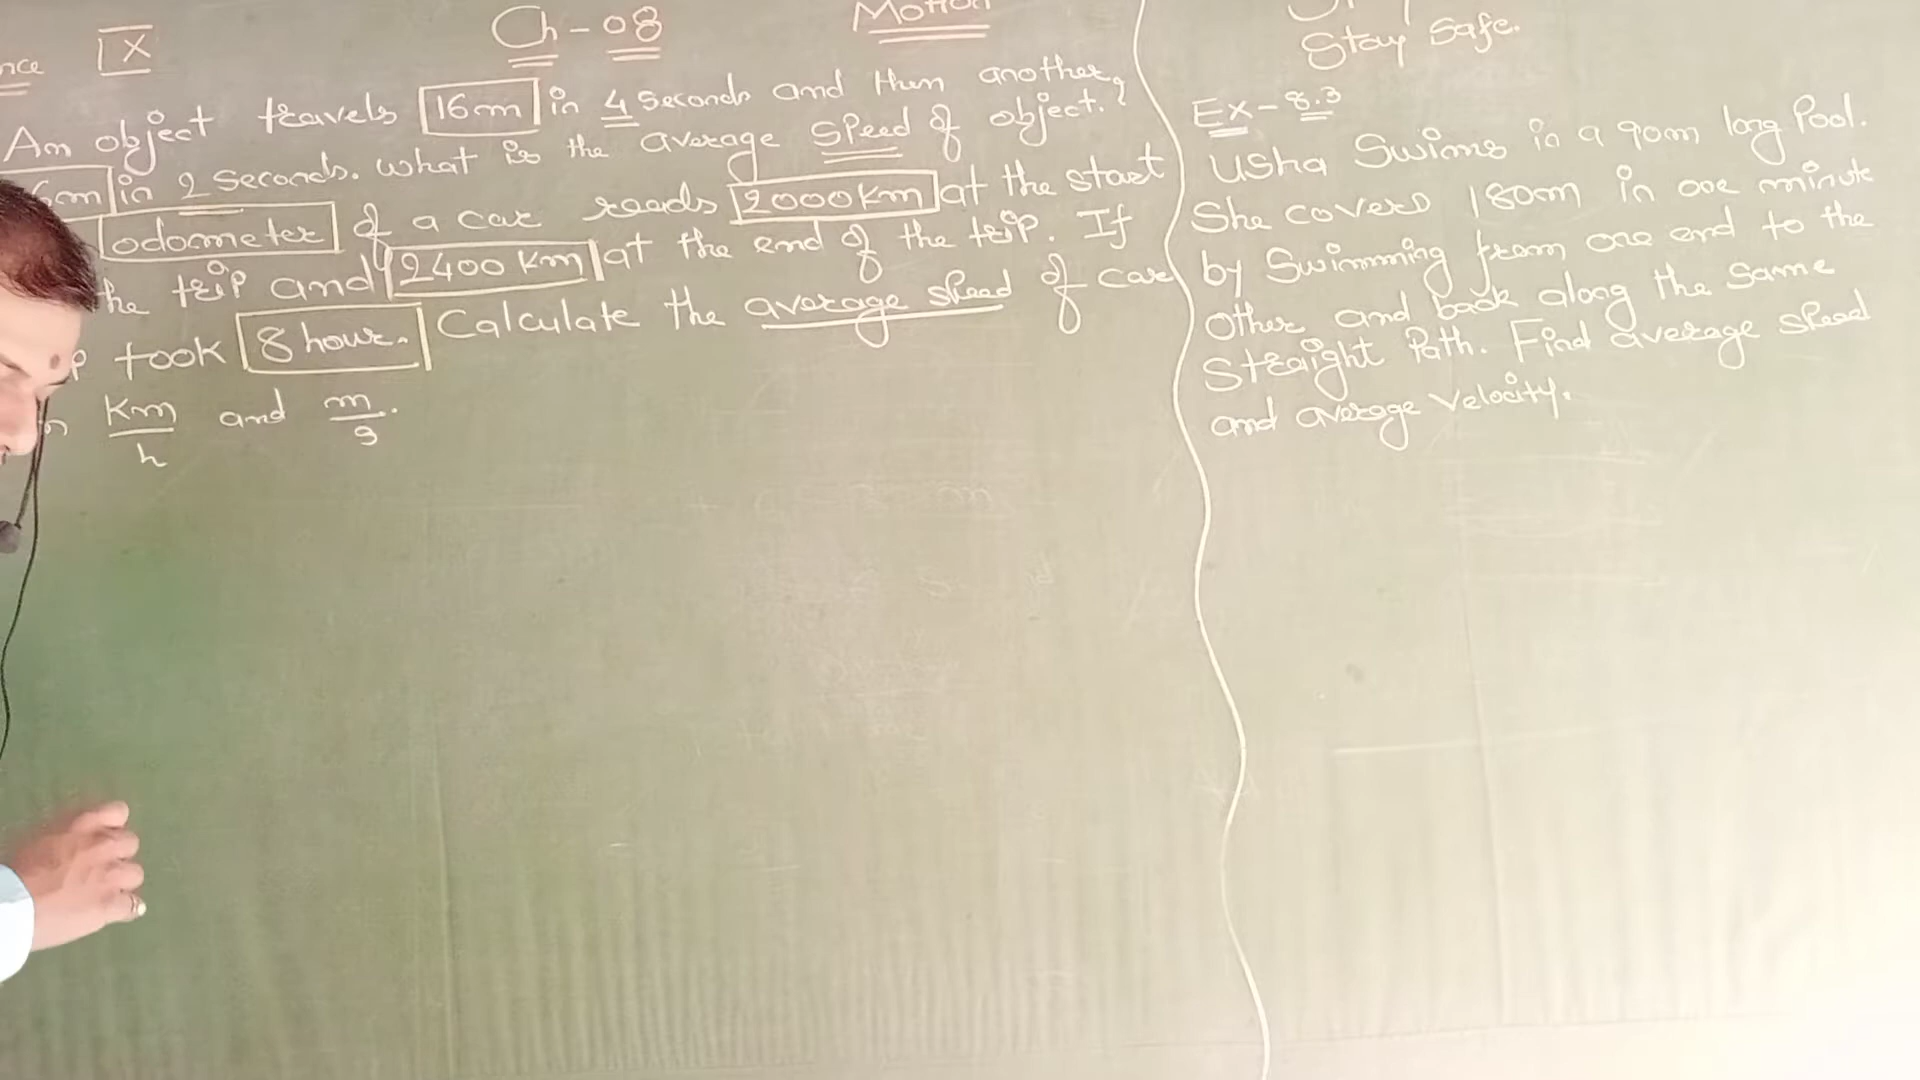 IX
Ch - 08
Motion
An object travels 16m in 4 seconds and then another
6m in 2 seconds. what is the average speed of object.?
odometer of a car reads 2000km at the start
the trip and 2400 km at the end of the trip. If
took 8 hour. Calculate the average speed of car
Km/h and m/s.
Stay Safe.
Ex - 8.3
Usha Swims in a 90m long Pool.
She covers 180m in one minute
by Swimming from one end to the
other and back along the same
Straight Path. Find average speed
and average velocity.